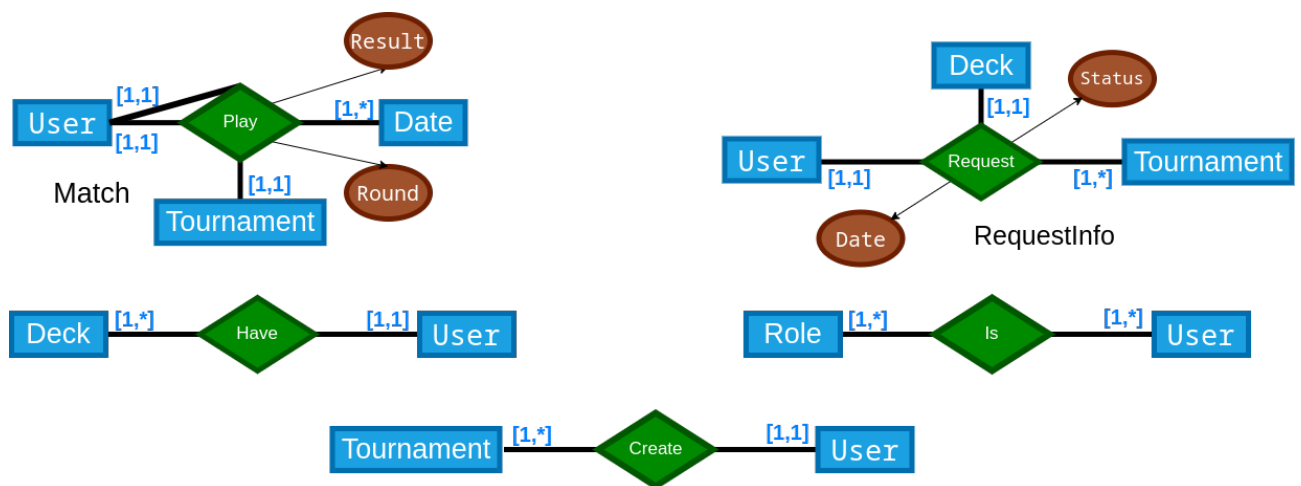 Result
[1,1]
User
[1,1]
Play
[1,*]
Date
Match
[1,1]
Round
Tournament
Deck
Status
[1,1]
User
[1,1]
Request
[1,*]
Tournament
Date
RequestInfo
Deck
[1,*]
Have
[1,1]
User
Role
[1,*]
Is
[1,*]
User
Tournament
[1,*]
Create
[1,1]
User